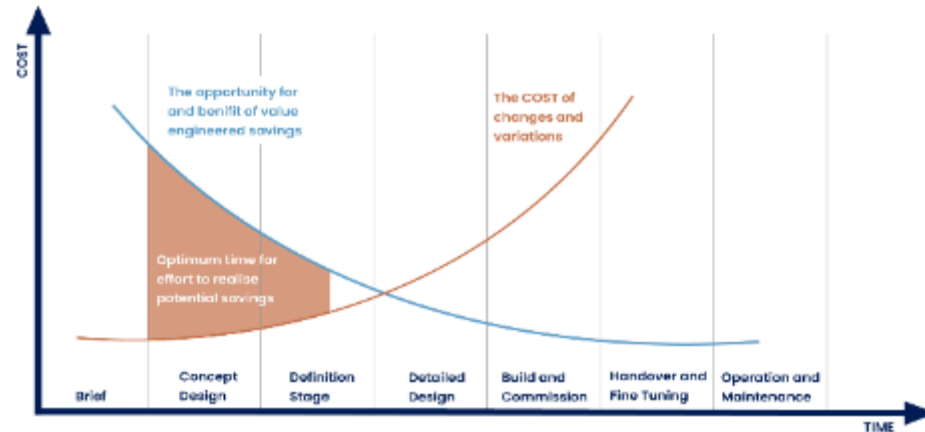 COST
The opportunity for
and benifit of value
engineered savings
The COST of
changes and
variations
Optimum time for
effort to realise
potential savings
Brief
Concept
Design
Definition
Stage
Detailed
Design
Build and
Commission
Handover and
Fine Tuning
Operation and
Maintenance
TIME